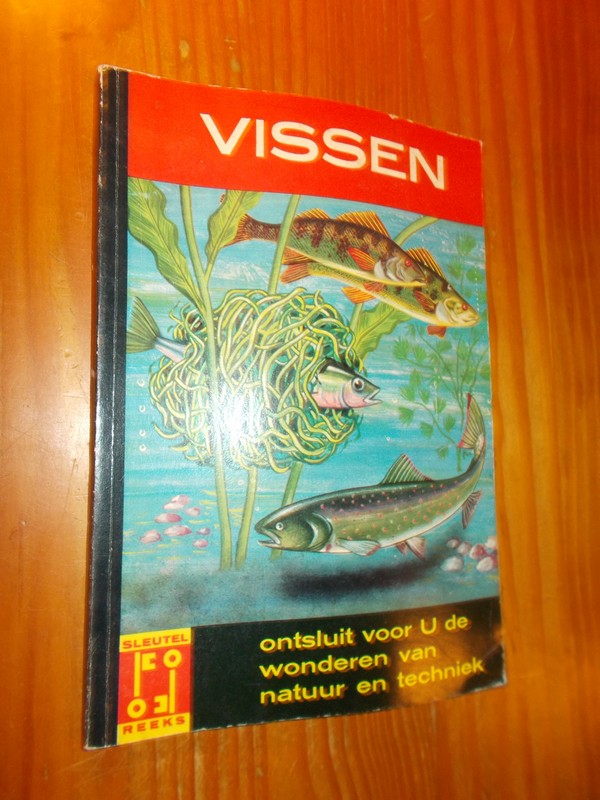 VISSEN
SLEUTEL
REEKS
ontsluit voor U de
wonderen van
natuur en techniek